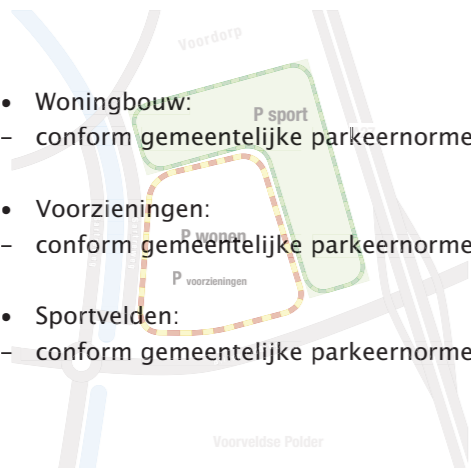 Voordorp
• Woningbouw:
P sport
– conform gemeentelijke parkeernorme
• Voorzieningen:
P wonen
– conform gemeentelijke parkeernorme
P voorzieningen
• Sportvelden:
– conform gemeentelijke parkeernorme
Voorveldse Polder